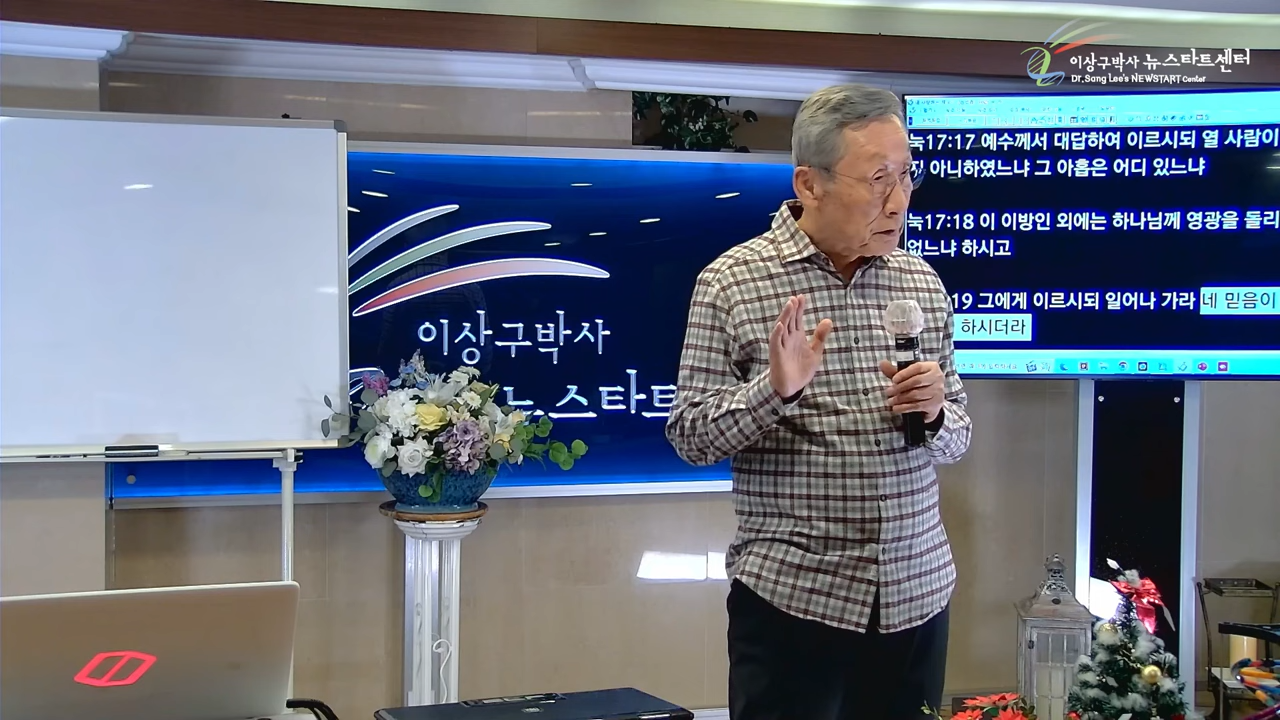 이상구박사 뉴스타트센터
Dr.Sang Lee's NEWSTART Center
눅17:17 예수께서 대답하여 이르시되 열 사람이
아니하였느냐 그 아홉은 어디 있느냐
눅17:18 이 이방인 외에는 하나님께 영광을 돌리
없느냐 하시고
19 그에게 이르시되 일어나 가라 네 믿음이
하시더라
이상구박사
뉴스타트